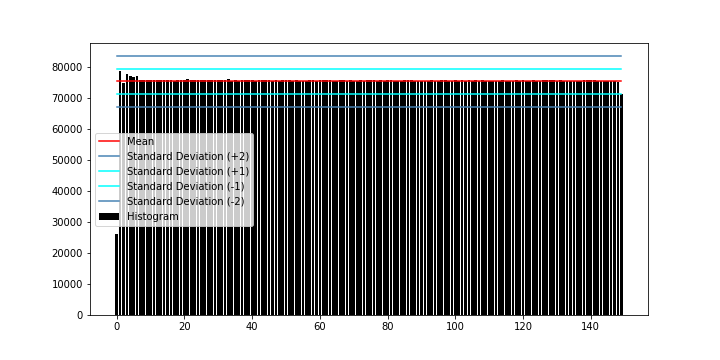 80000
70000
60000
50000
40000
30000
20000
10000
0
Mean
Standard Deviation (+2)
Standard Deviation (+1)
Standard Deviation (-1)
Standard Deviation (-2)
Histogram
0 20 40 60 80 100 120 140